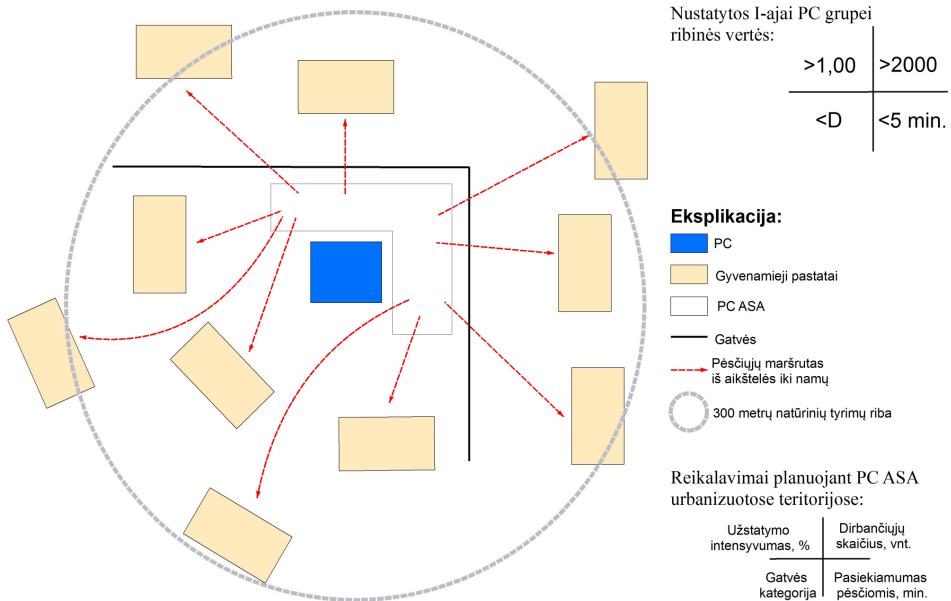 Nustatytos I-ajai PC grupei
ribinės vertės:
>1,00 >2000
<D <5 min.
Eksplikacija:
PC
Gyvenamieji pastatai
PC ASA
Gatvės
Pėsčiųjų maršrutas
iš aikštelės iki namų
300 metrų natūrinių tyrimų riba
Reikalavimai planuojant PC ASA
urbanizuotose teritorijose:
Užstatymo
intensyvumas, %
Dirbančiųjų
skaičius, vnt.
Gatvės
kategorija
Pasiekiamumas
pėsčiomis, min.